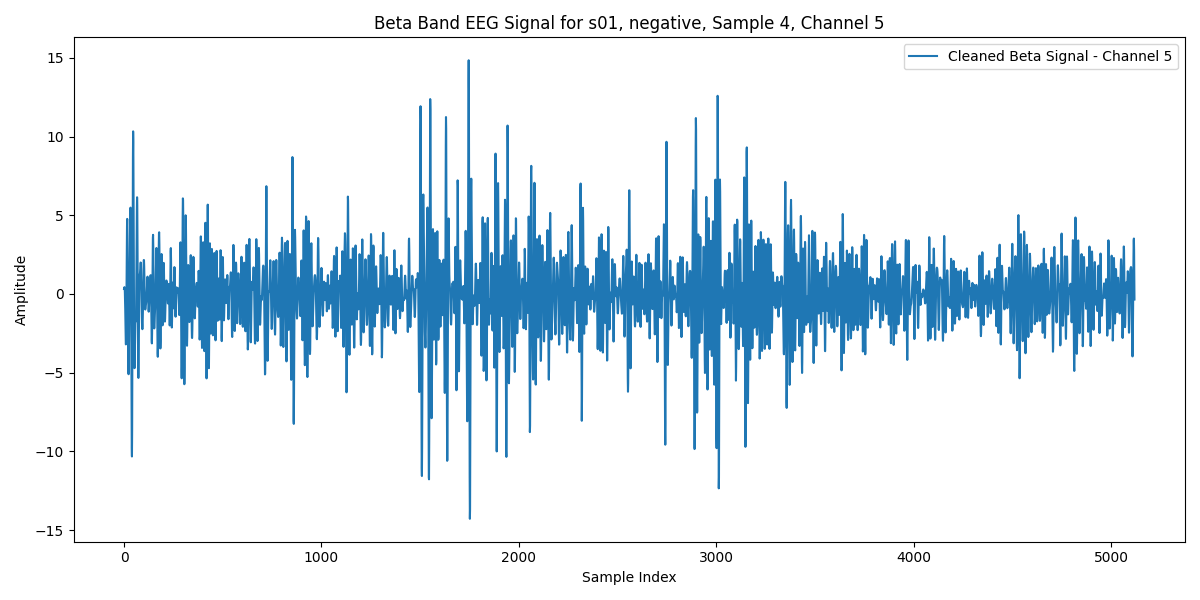 Beta Band EEG Signal for s01, negative, Sample 4, Channel 5
Cleaned Beta Signal - Channel 5
Amplitude
15
10
5
0
−5
−10
−15
0 1000 2000 3000 4000 5000
Sample Index